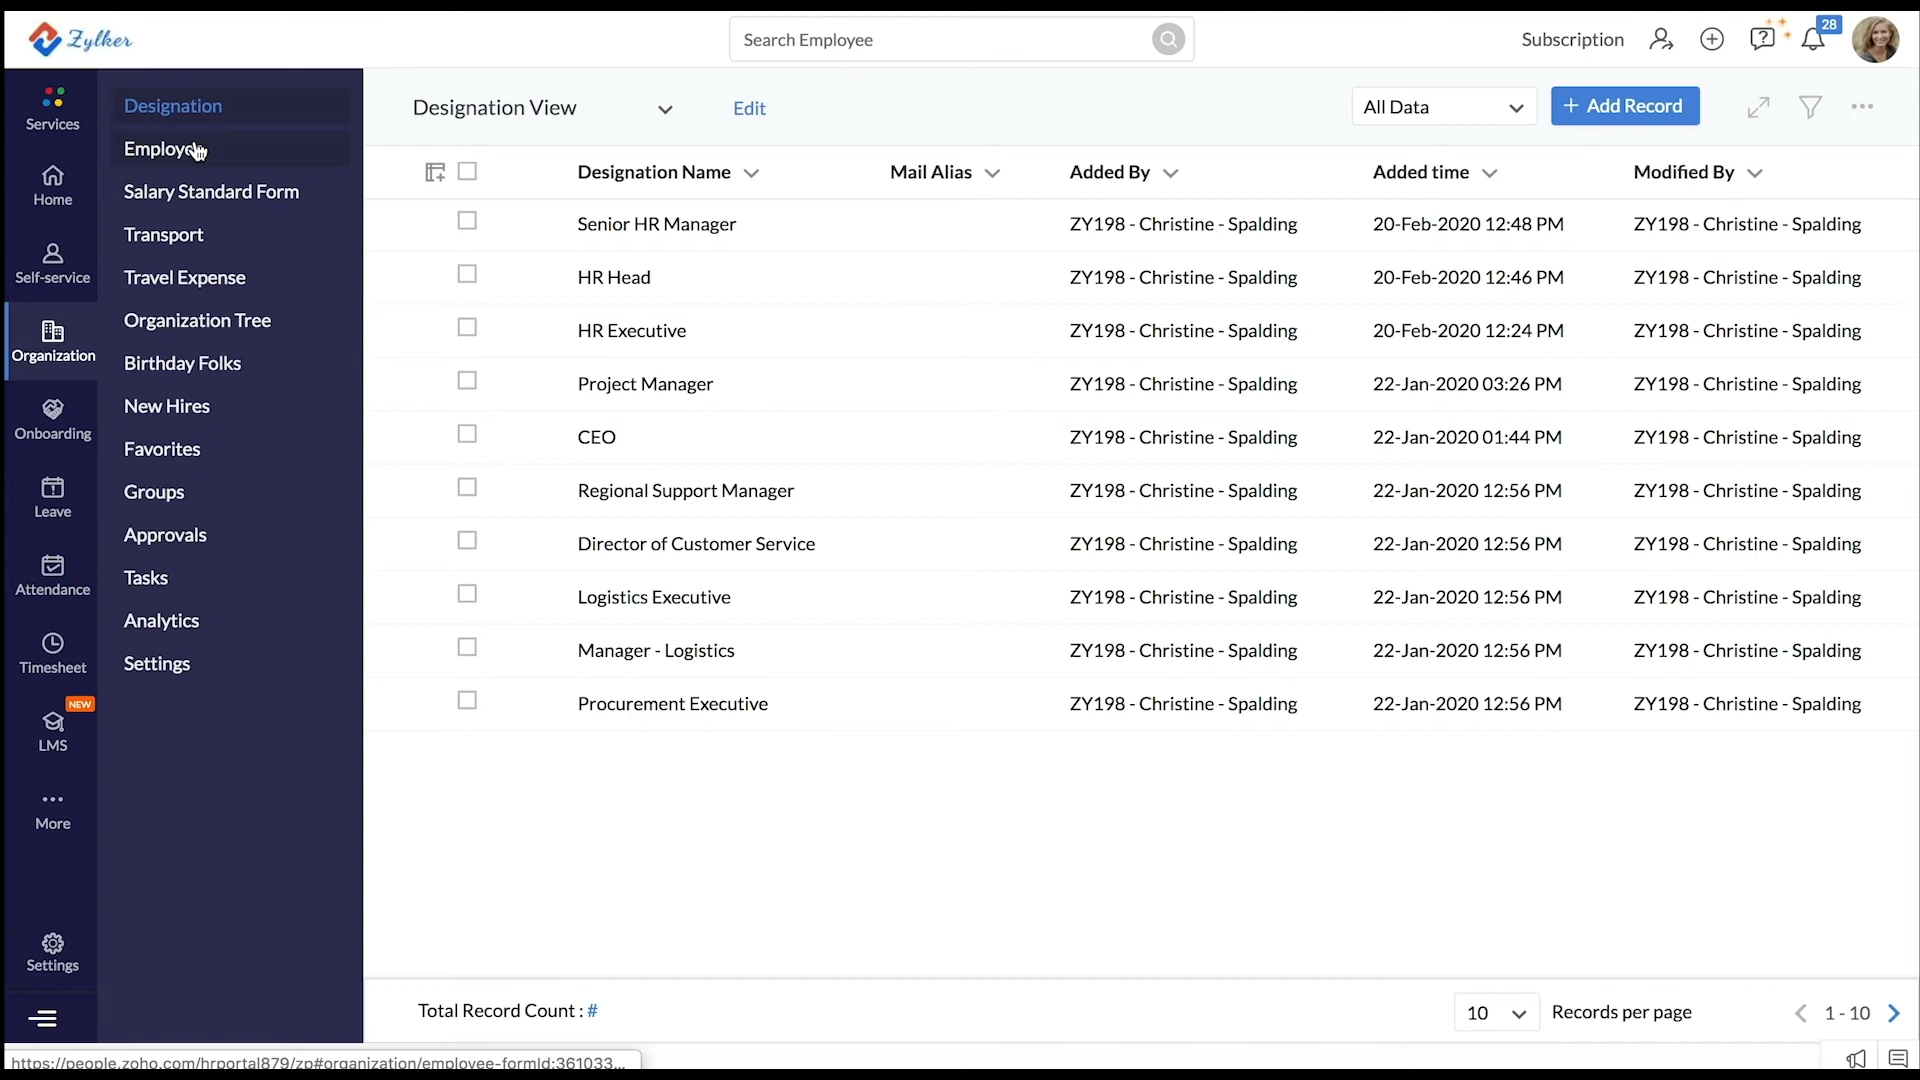 Zylker
Search Employee
Subscription
28
Services
Home
Self-service
Organization
Onboarding
Leave
Attendance
Timesheet
NEW
LMS
More
Settings
Designation
Salary Standard Form
Transport
Travel Expense
Organization Tree
Birthday Folks
New Hires
Favorites
Groups
Approvals
Tasks
Analytics
Settings
Designation View
Edit
All Data
+ Add Record
Designation Name Mail Alias Added By Added time Modified By
Senior HR Manager ZY198 - Christine - Spalding 20-Feb-2020 12:48 PM ZY198 - Christine - Spalding
HR Head ZY198 - Christine - Spalding 20-Feb-2020 12:46 PM ZY198 - Christine - Spalding
HR Executive ZY198 - Christine - Spalding 20-Feb-2020 12:24 PM ZY198 - Christine - Spalding
Project Manager ZY198 - Christine - Spalding 22-Jan-2020 03:26 PM ZY198 - Christine - Spalding
CEO ZY198 - Christine - Spalding 22-Jan-2020 01:44 PM ZY198 - Christine - Spalding
Regional Support Manager ZY198 - Christine - Spalding 22-Jan-2020 12:56 PM ZY198 - Christine - Spalding
Director of Customer Service ZY198 - Christine - Spalding 22-Jan-2020 12:56 PM ZY198 - Christine - Spalding
Logistics Executive ZY198 - Christine - Spalding 22-Jan-2020 12:56 PM ZY198 - Christine - Spalding
Manager - Logistics ZY198 - Christine - Spalding 22-Jan-2020 12:56 PM ZY198 - Christine - Spalding
Procurement Executive ZY198 - Christine - Spalding 22-Jan-2020 12:56 PM ZY198 - Christine - Spalding
Total Record Count : #
10 Records per page
1 - 10
https://people.zoho.com/hrportal879/zp#organization/employee-formId:361033...